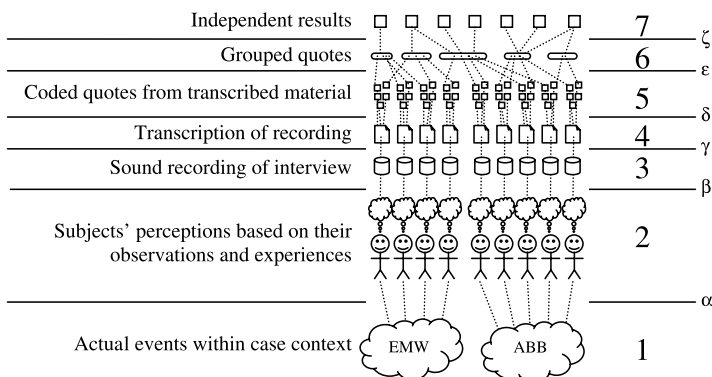 Independent results 7
ζ
Grouped quotes 6
ε
Coded quotes from transcribed material 5
δ
Transcription of recording 4
γ
Sound recording of interview 3
β
Subjects' perceptions based on their
observations and experiences 2
α
Actual events within case context EMW ABB 1